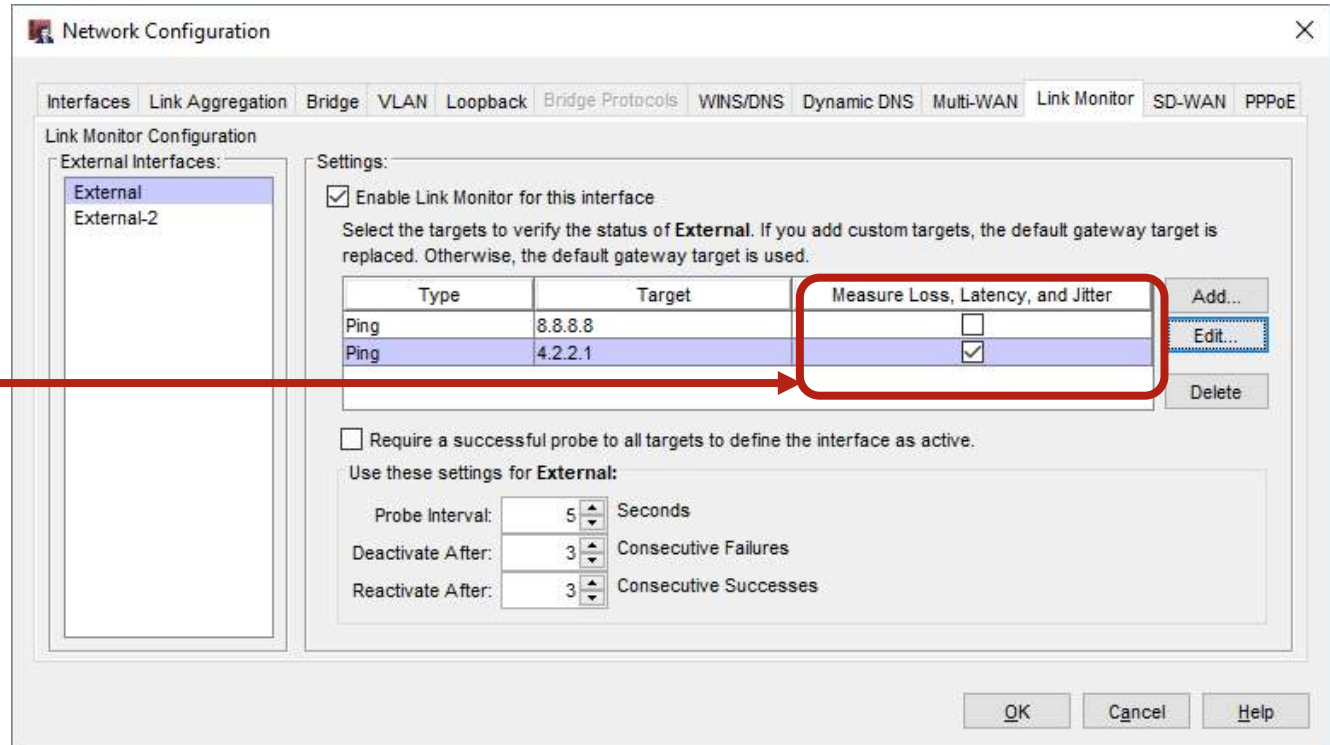 Network Configuration
Interfaces Link Aggregation Bridge VLAN Loopback Bridge Protocols WINS/DNS Dynamic DNS Multi-WAN Link Monitor SD-WAN PPPoE
Link Monitor Configuration
External Interfaces:
External
External-2
Settings:
Enable Link Monitor for this interface
Select the targets to verify the status of External. If you add custom targets, the default gateway target is
replaced. Otherwise, the default gateway target is used.
Type Target Measure Loss, Latency, and Jitter
Ping 8.8.8.8
Ping 4.2.2.1
Add...
Edit...
Delete
Require a successful probe to all targets to define the interface as active.
Use these settings for External:
Probe Interval: 5 Seconds
Deactivate After: 3 Consecutive Failures
Reactivate After: 3 Consecutive Successes
OK Cancel Help